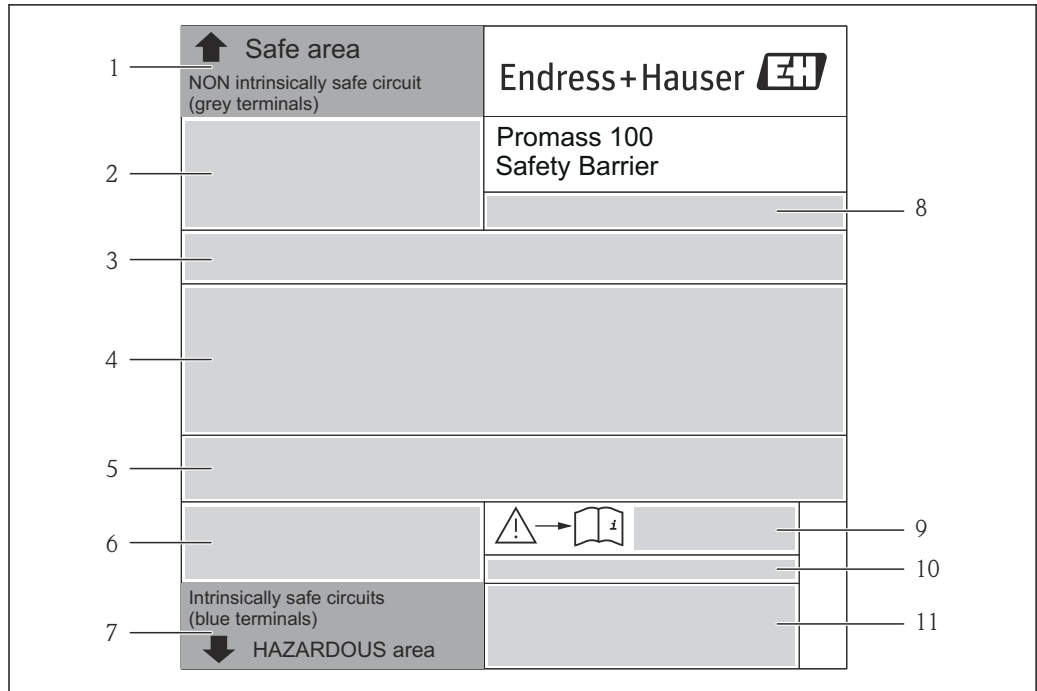 1
Safe area
NON intrinsically safe circuit
(grey terminals)
Endress+Hauser EH
Promass 100
Safety Barrier
2
8
3
4
5
6
i
9
10
Intrinsically safe circuits
(blue terminals)
7
HAZARDOUS area
11